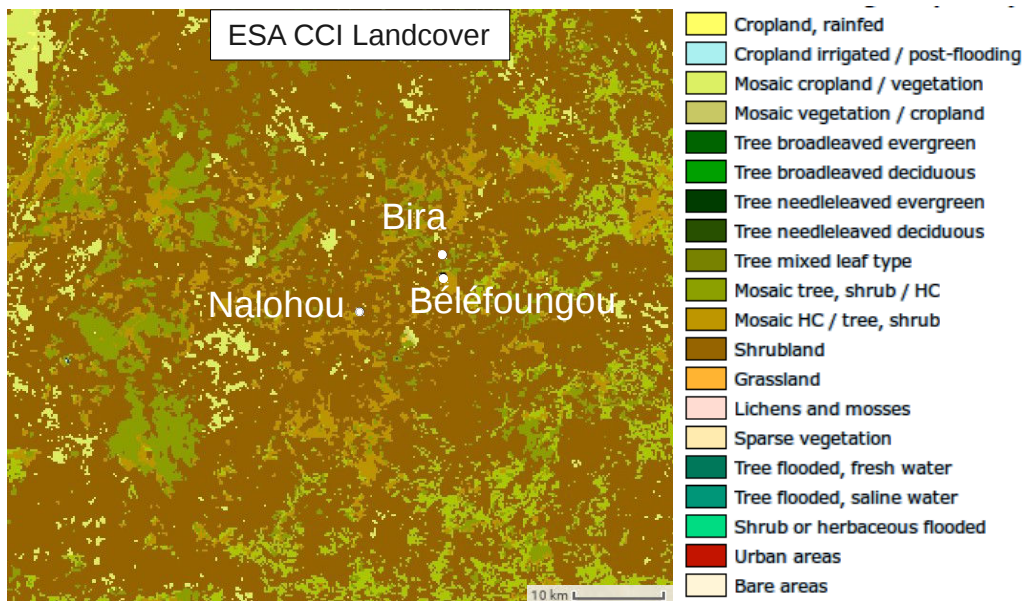 ESA CCI Landcover
Bira
Nalohou
Béléfoungou
10 km
Cropland, rainfed
Cropland irrigated / post-flooding
Mosaic cropland / vegetation
Mosaic vegetation / cropland
Tree broadleaved evergreen
Tree broadleaved deciduous
Tree needleleaved evergreen
Tree needleleaved deciduous
Tree mixed leaf type
Mosaic tree, shrub / HC
Mosaic HC / tree, shrub
Shrubland
Grassland
Lichens and mosses
Sparse vegetation
Tree flooded, fresh water
Tree flooded, saline water
Shrub or herbaceous flooded
Urban areas
Bare areas